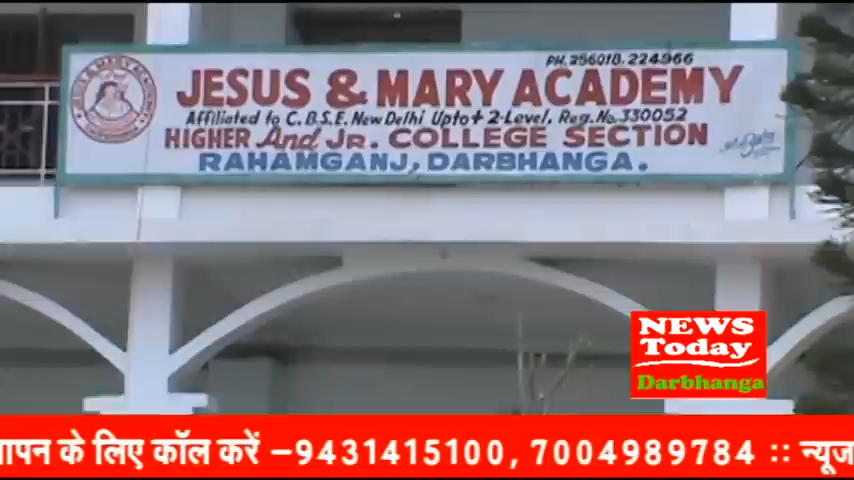 PH. 256018. 224966
JESUS & MARY ACADEMY
Affiliated to C.B.S.E. New Delhi Upto + 2-Level, Reg. No. 330052
HIGHER And JR. COLLEGE SECTION
RAHAMGANJ, DARBHANGA.
NEWS
Today
Darbhanga
ापन के लिए कॉल करें –9431415100, 7004989784 :: न्यूज